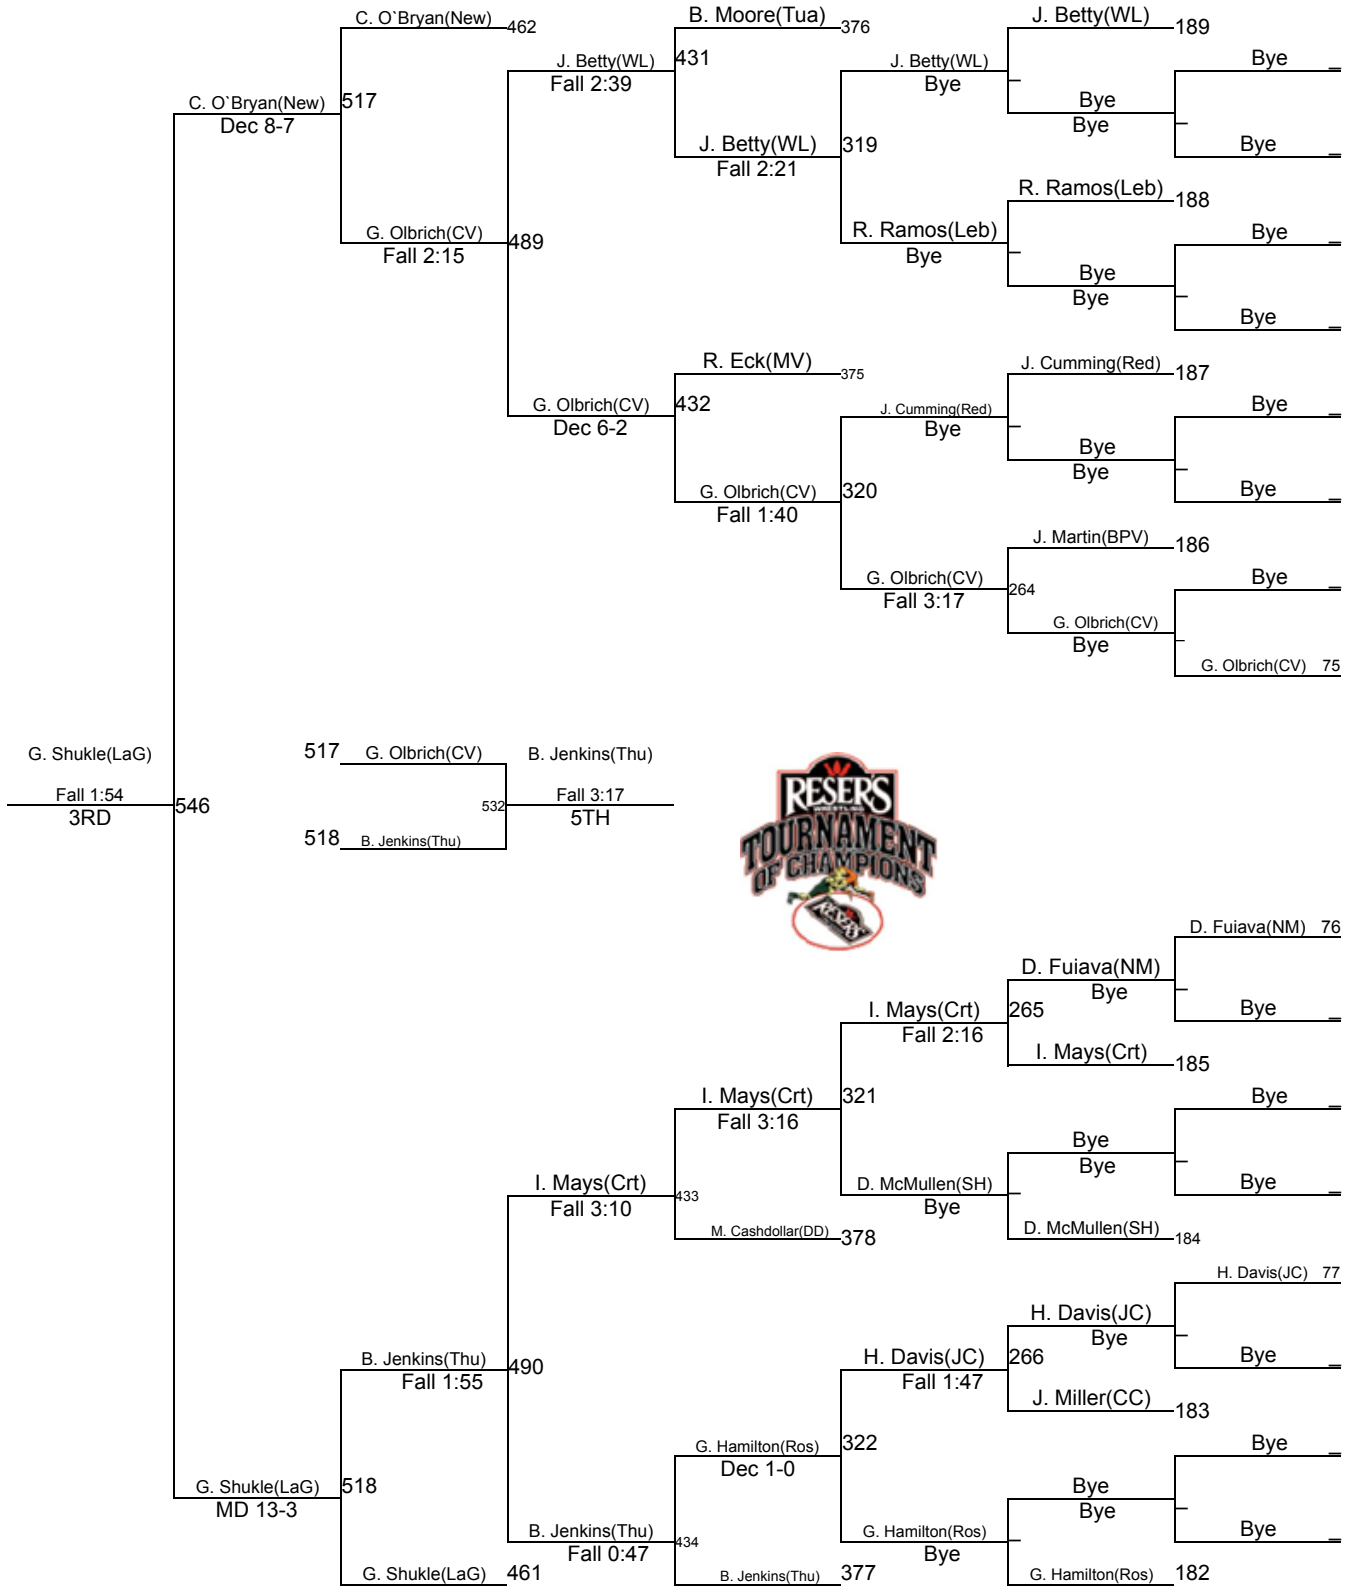 C. O`Bryan(New) 462 B. Moore(Tua) 376 J. Betty(WL) 189
J. Betty(WL) 431 J. Betty(WL) Bye _
Fall 2:39 Bye _
C. O`Bryan(New) 517 Bye
Dec 8-7 Bye
J. Betty(WL) 319 _
Fall 2:21 Bye _
R. Ramos(Leb) 188
G. Olbrich(CV) 489 R. Ramos(Leb) Bye _
Fall 2:15 Bye _
Bye
Bye _
Bye _
R. Eck(MV) 375 J. Cumming(Red) 187
G. Olbrich(CV) 432 J. Cumming(Red) Bye _
Dec 6-2 Bye _
Bye
Bye _
G. Olbrich(CV) 320 Bye _
Fall 1:40
J. Martin(BPV) 186
G. Olbrich(CV) 264 Bye _
Fall 3:17
G. Olbrich(CV) _
Bye
G. Olbrich(CV) 75
G. Shukle(LaG) 517 G. Olbrich(CV) B. Jenkins(Thu)
Fall 1:54 546 532 Fall 3:17
3RD 5TH
518 B. Jenkins(Thu)
RESER'S
WRESTLING
TOURNAMENT
OF CHAMPIONS
RESER'S
D. Fuiava(NM) 76
D. Fuiava(NM) _
Bye
I. Mays(Crt) 265 Bye _
Fall 2:16
I. Mays(Crt) 185
I. Mays(Crt) 321 Bye _
Fall 3:16
Bye
Bye _
I. Mays(Crt) 433 D. McMullen(SH) _ Bye _
Fall 3:10 Bye
M. Cashdollar(DD) 378 D. McMullen(SH) 184
H. Davis(JC) 77
H. Davis(JC) _
Bye
B. Jenkins(Thu) 490 H. Davis(JC) 266 Bye _
Fall 1:55 Fall 1:47
J. Miller(CC) 183
G. Hamilton(Ros) 322 Bye _
Dec 1-0
G. Shukle(LaG) 518 Bye
MD 13-3 Bye _
B. Jenkins(Thu) 434 G. Hamilton(Ros) _ Bye _
Fall 0:47 Bye
G. Shukle(LaG) 461 B. Jenkins(Thu) 377 G. Hamilton(Ros) 182